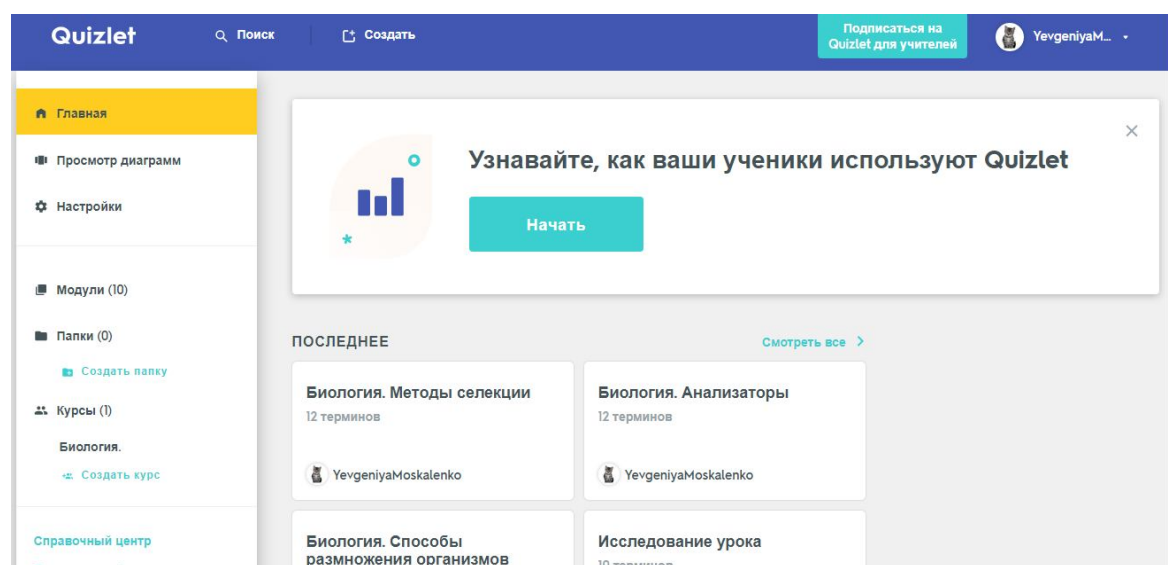 Quizlet
Поиск
Создать
Подписаться на
Quizlet для учителей
YevgeniyaM...
Главная
Просмотр диаграмм
Настройки
Модули (10)
Папки (0)
Создать папку
Курсы (1)
Биология.
Создать курс
Справочный центр
Узнавайте, как ваши ученики используют Quizlet
Начать
ПОСЛЕДНЕЕ
Смотреть все
Биология. Методы селекции
12 терминов
YevgeniyaMoskalenko
Биология. Анализаторы
12 терминов
YevgeniyaMoskalenko
Биология. Способы
размножения организмов
Исследование урока